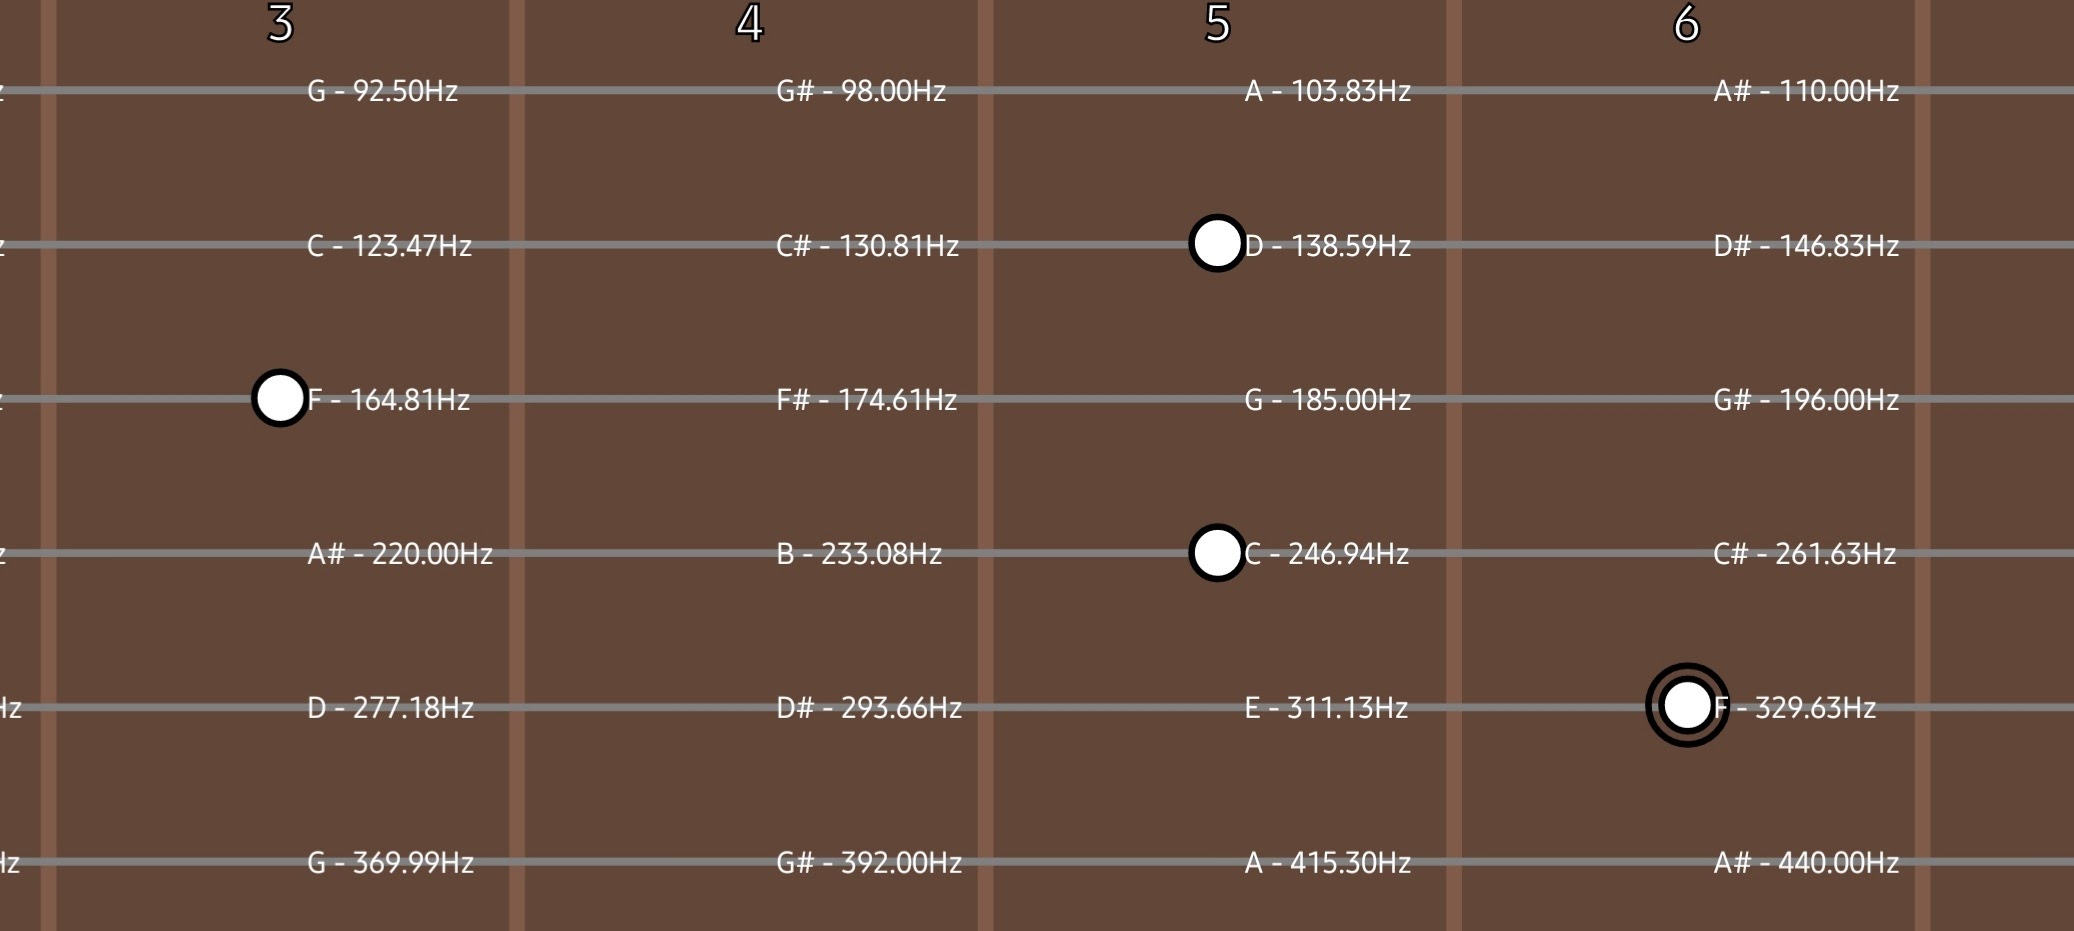 3 4 5 6
z G - 92.50Hz G# - 98.00Hz A - 103.83Hz A# - 110.00Hz
z C - 123.47Hz C# - 130.81Hz D - 138.59Hz D# - 146.83Hz
z F - 164.81Hz F# - 174.61Hz G - 185.00Hz G# - 196.00Hz
z A# - 220.00Hz B - 233.08Hz C - 246.94Hz C# - 261.63Hz
Hz D - 277.18Hz D# - 293.66Hz E - 311.13Hz F - 329.63Hz
Hz G - 369.99Hz G# - 392.00Hz A - 415.30Hz A# - 440.00Hz